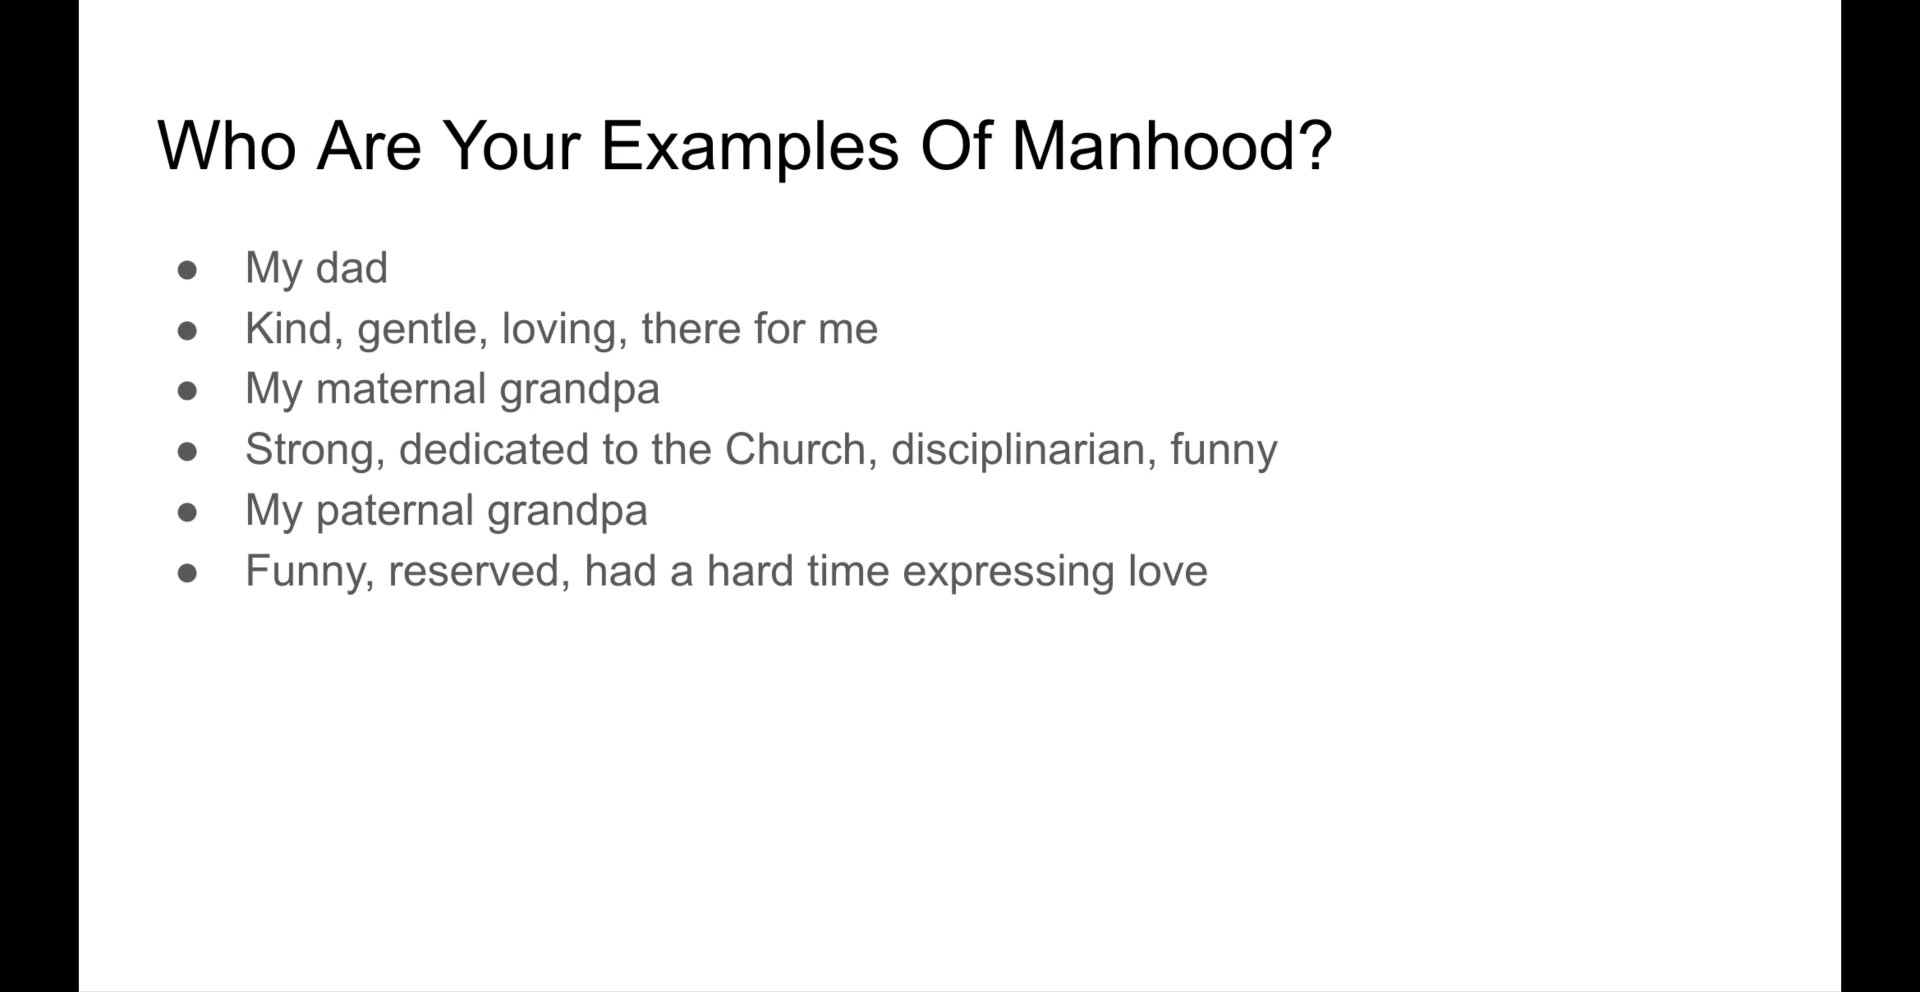 Who Are Your Examples Of Manhood?
● My dad
● Kind, gentle, loving, there for me
● My maternal grandpa
● Strong, dedicated to the Church, disciplinarian, funny
● My paternal grandpa
● Funny, reserved, had a hard time expressing love